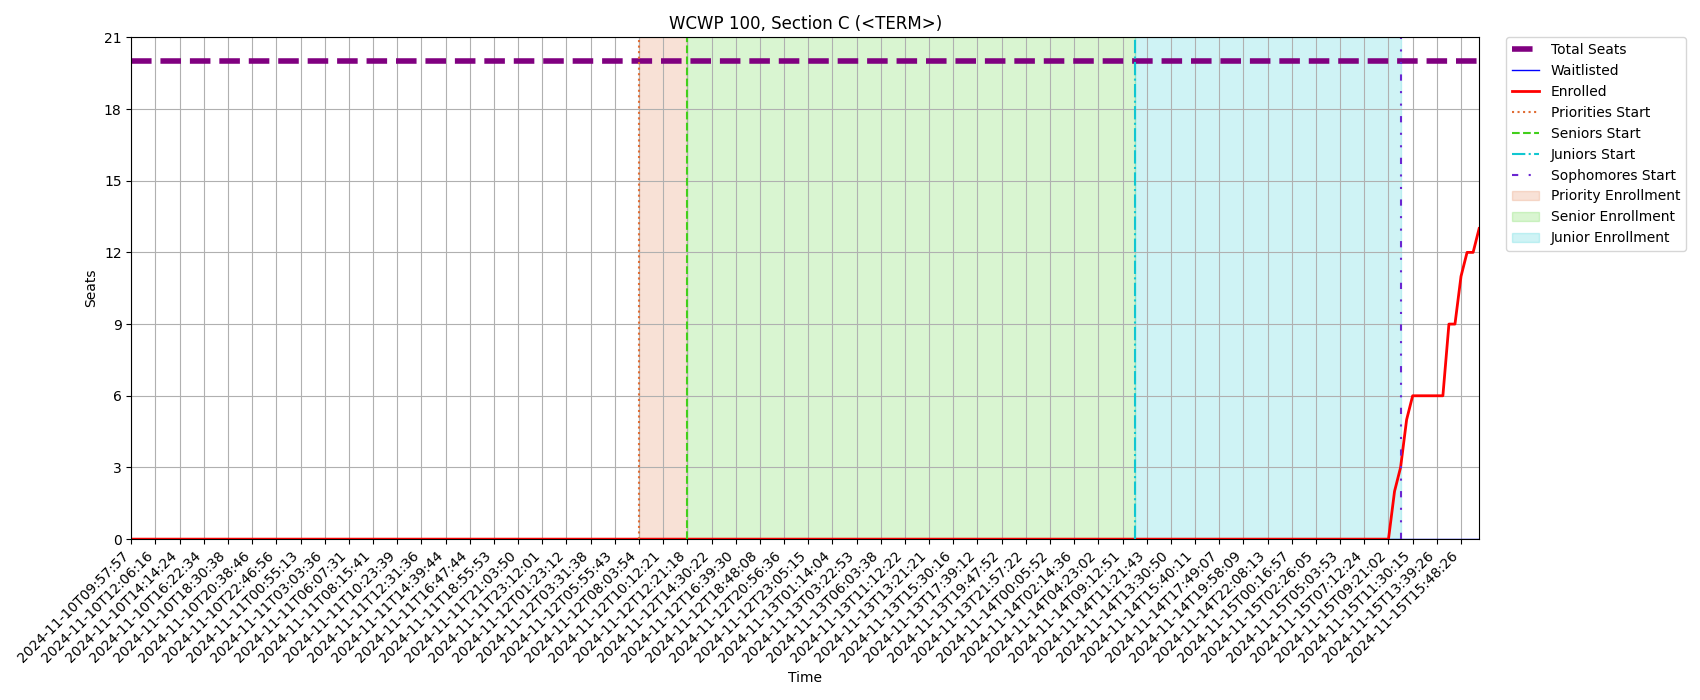 WCWP 100, Section C (<TERM>)
21
18
15
12
9
6
3
0
Seats
Total Seats
Waitlisted
Enrolled
Priorities Start
Seniors Start
Juniors Start
Sophomores Start
Priority Enrollment
Senior Enrollment
Junior Enrollment
2024-11-10T09:57:57
2024-11-10T12:06:16
2024-11-10T14:14:24
2024-11-10T16:22:34
2024-11-10T18:30:38
2024-11-10T20:38:46
2024-11-10T22:46:56
2024-11-11T00:55:13
2024-11-11T03:03:36
2024-11-11T06:07:31
2024-11-11T08:15:41
2024-11-11T10:23:39
2024-11-11T12:31:36
2024-11-11T14:39:44
2024-11-11T16:47:44
2024-11-11T18:55:53
2024-11-11T21:03:50
2024-11-11T23:12:01
2024-11-12T01:23:12
2024-11-12T03:31:38
2024-11-12T05:55:43
2024-11-12T08:03:54
2024-11-12T10:12:21
2024-11-12T12:21:18
2024-11-12T14:30:22
2024-11-12T16:39:30
2024-11-12T18:48:08
2024-11-12T20:56:36
2024-11-12T23:05:15
2024-11-13T01:14:04
2024-11-13T03:22:53
2024-11-13T06:03:38
2024-11-13T11:12:22
2024-11-13T13:21:21
2024-11-13T15:30:16
2024-11-13T17:39:12
2024-11-13T19:47:52
2024-11-13T21:57:22
2024-11-14T00:05:52
2024-11-14T02:14:36
2024-11-14T04:23:02
2024-11-14T09:12:51
2024-11-14T11:21:43
2024-11-14T13:30:50
2024-11-14T15:40:11
2024-11-14T17:49:07
2024-11-14T19:58:09
2024-11-14T22:08:13
2024-11-15T00:16:57
2024-11-15T02:26:05
2024-11-15T05:03:53
2024-11-15T07:12:24
2024-11-15T09:21:02
2024-11-15T11:30:15
2024-11-15T13:39:26
2024-11-15T15:48:26
Time